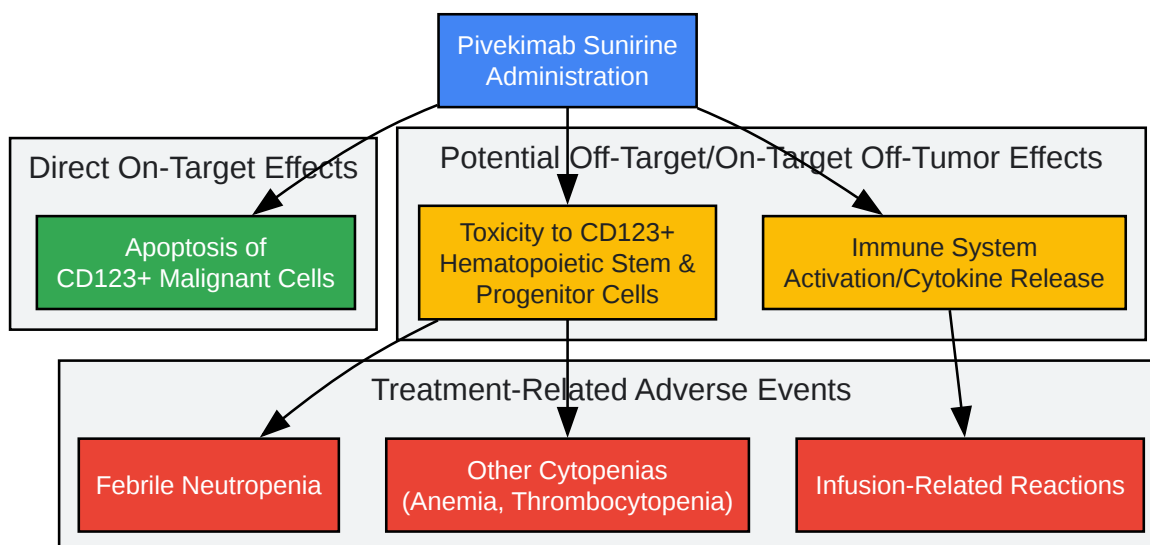 Pivekimab Sunirine
Administration
Direct On-Target Effects
Potential Off-Target/On-Target Off-Tumor Effects
Apoptosis of
CD123+ Malignant Cells
Toxicity to CD123+
Hematopoietic Stem &
Progenitor Cells
Immune System
Activation/Cytokine Release
Treatment-Related Adverse Events
Febrile Neutropenia
Other Cytopenias
(Anemia, Thrombocytopenia)
Infusion-Related Reactions